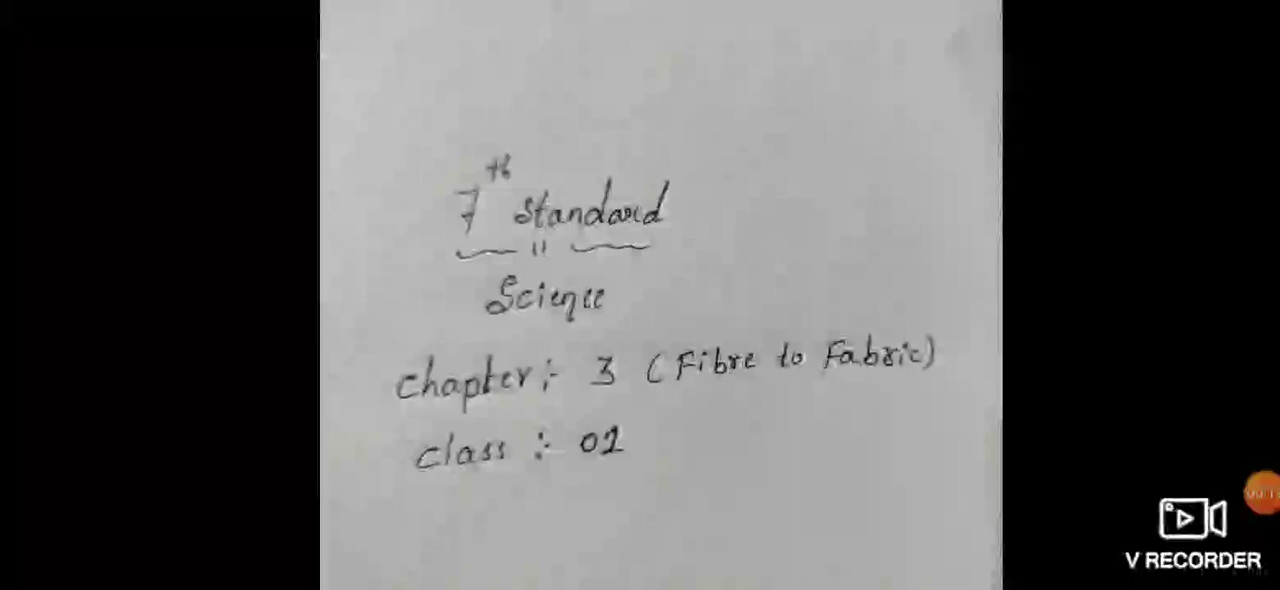 7th Standard
Science
chapter :- 3 (Fibre to Fabric)
class :- 01
V RECORDER